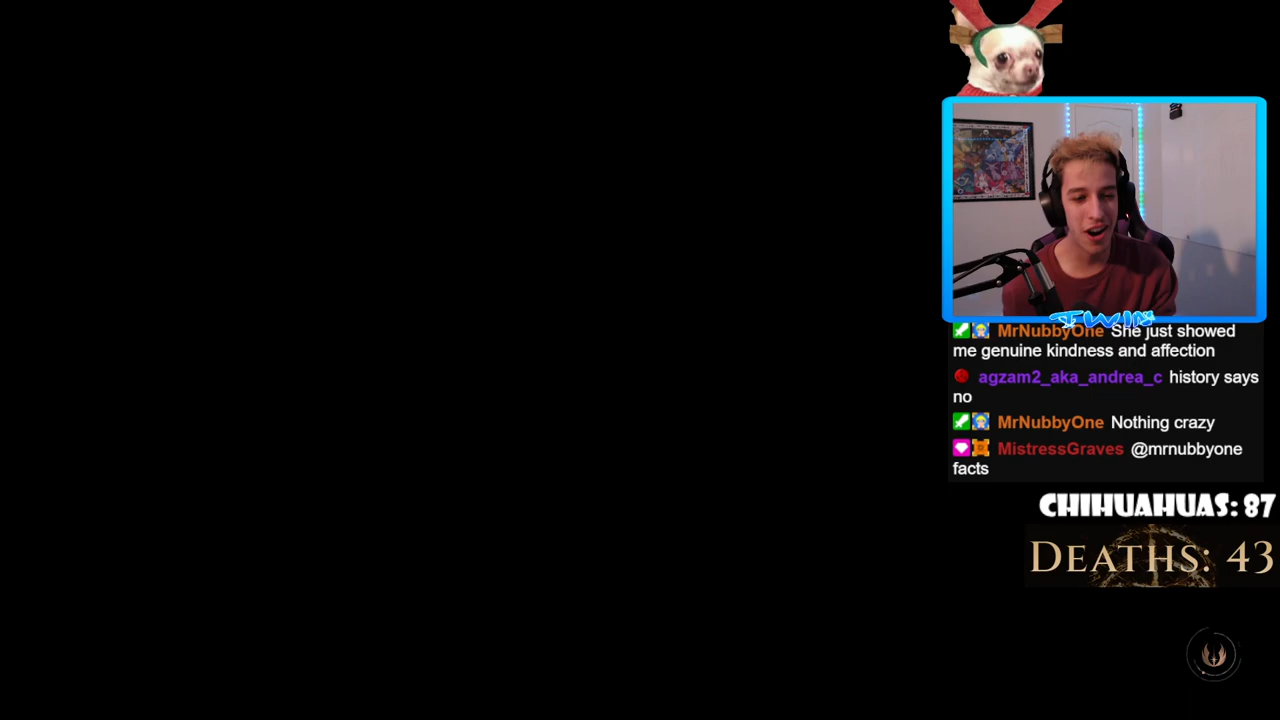 TWIN
MrNubbyOne She just showed
me genuine kindness and affection
agzam2_aka_andrea_c history says
no
MrNubbyOne Nothing crazy
MistressGraves @mrnubbyone
facts
CHIHUAHUAS: 87
DEATHS: 43